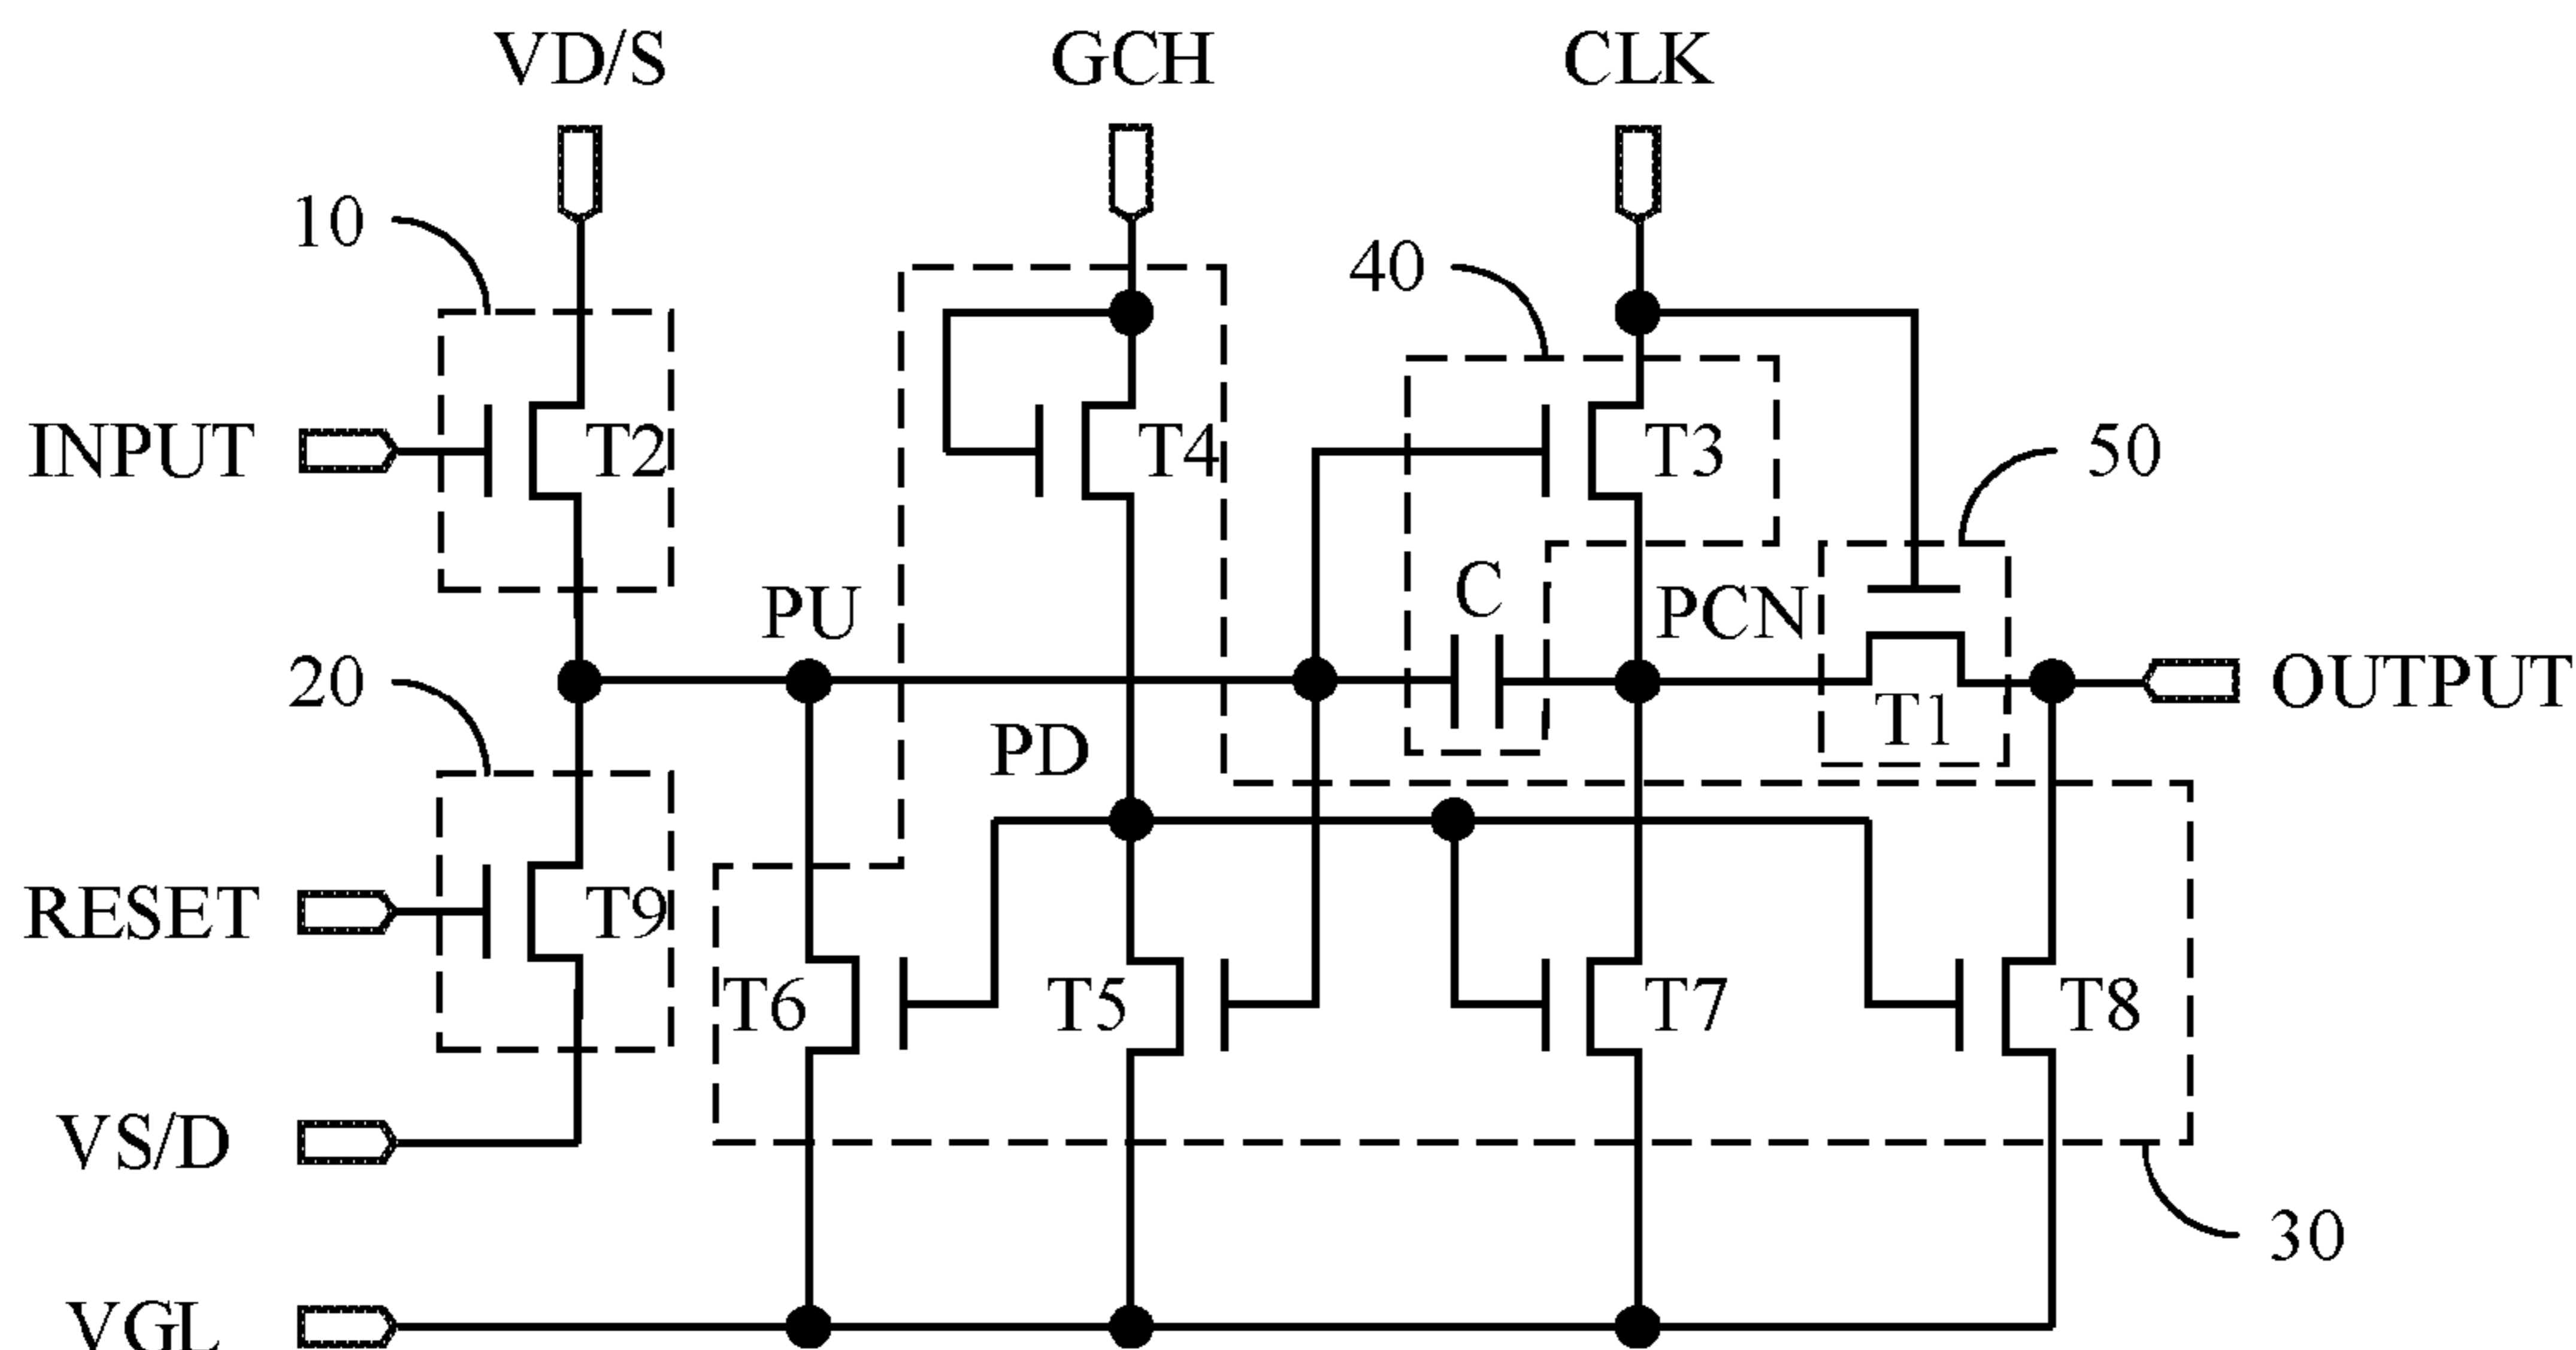 VD/S
GCH
CLK
10
40
INPUT
T2
T4
T3
50
C
PU
PCN
20
OUTPUT
T1
PD
RESET
T9
T6
T5
T7
T8
VS/D
30
VGL